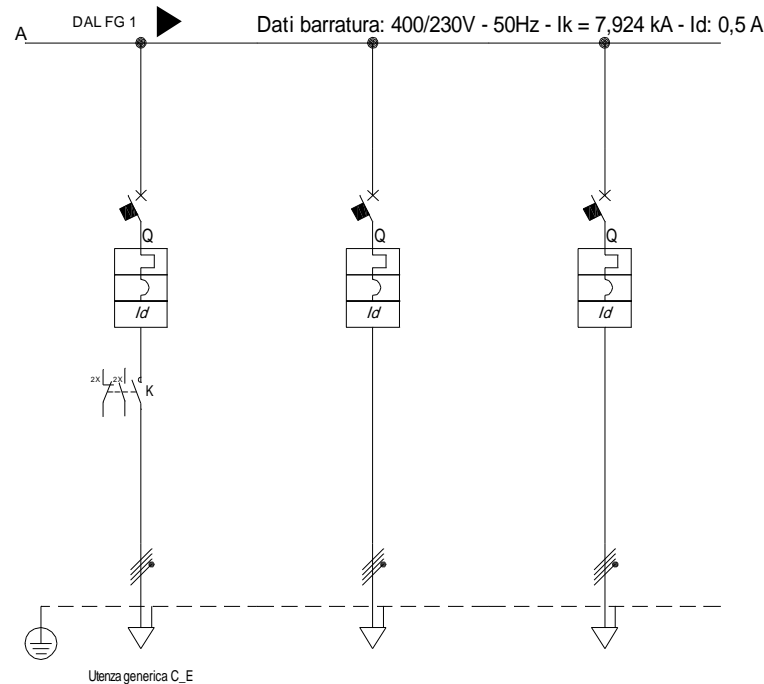 DAL FG 1
Dati barratura: 400/230V - 50Hz - Ik = 7,924 kA - Id: 0,5 A
A
Q
Q
Q
Id
Id
Id
2X
2X
K
Utenza generica C_E